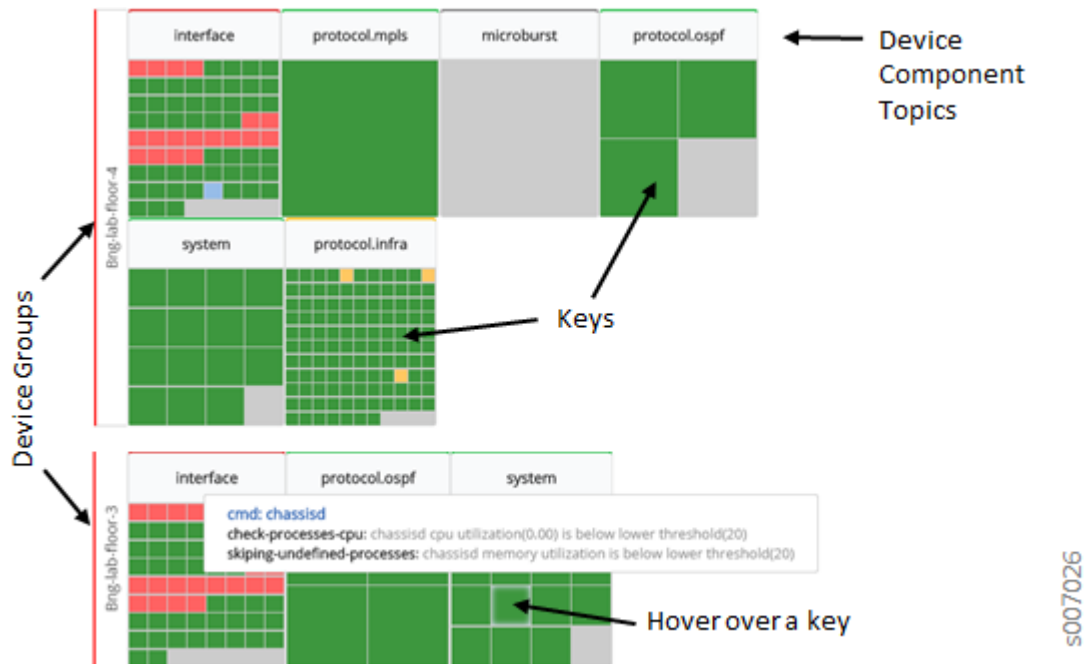 interface
protocol.mpls
microburst
protocol.ospf
Device
Component
Topics
Bng-lab-floor-4
Device Groups
system
protocol.infra
Keys
interface
protocol.ospf
system
Bng-lab-floor-3
cmd: chassisd
check-processes-cpu: chassisd cpu utilization(0.00) is below lower threshold(20)
skiping-undefined-processes: chassisd memory utilization is below lower threshold(20)
Hover over a key
s007026